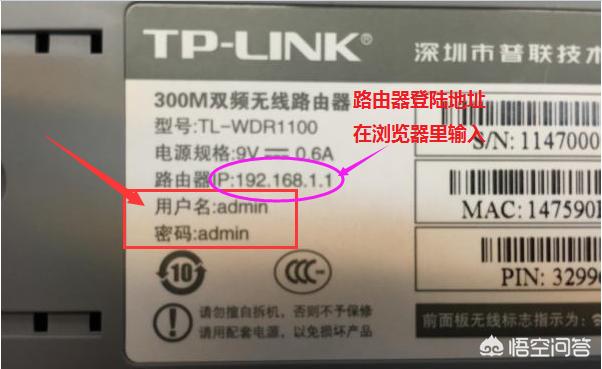 TP-LINK®
深圳市普联技术
300M双频无线路由器
路由器登陆地址
在浏览器里输入
型号:TL-WDR1100
电源规格:9V⎓0.6A
路由器IP:192.168.1.1
用户名:admin
密码:admin
S/N: 1147000
MAC: 147590
PIN: 3299
10
CCC
请勿擅自拆机，否则不予保修
请用配套电源，以免损坏产品
前面板无线标志指示为:
悟空问答